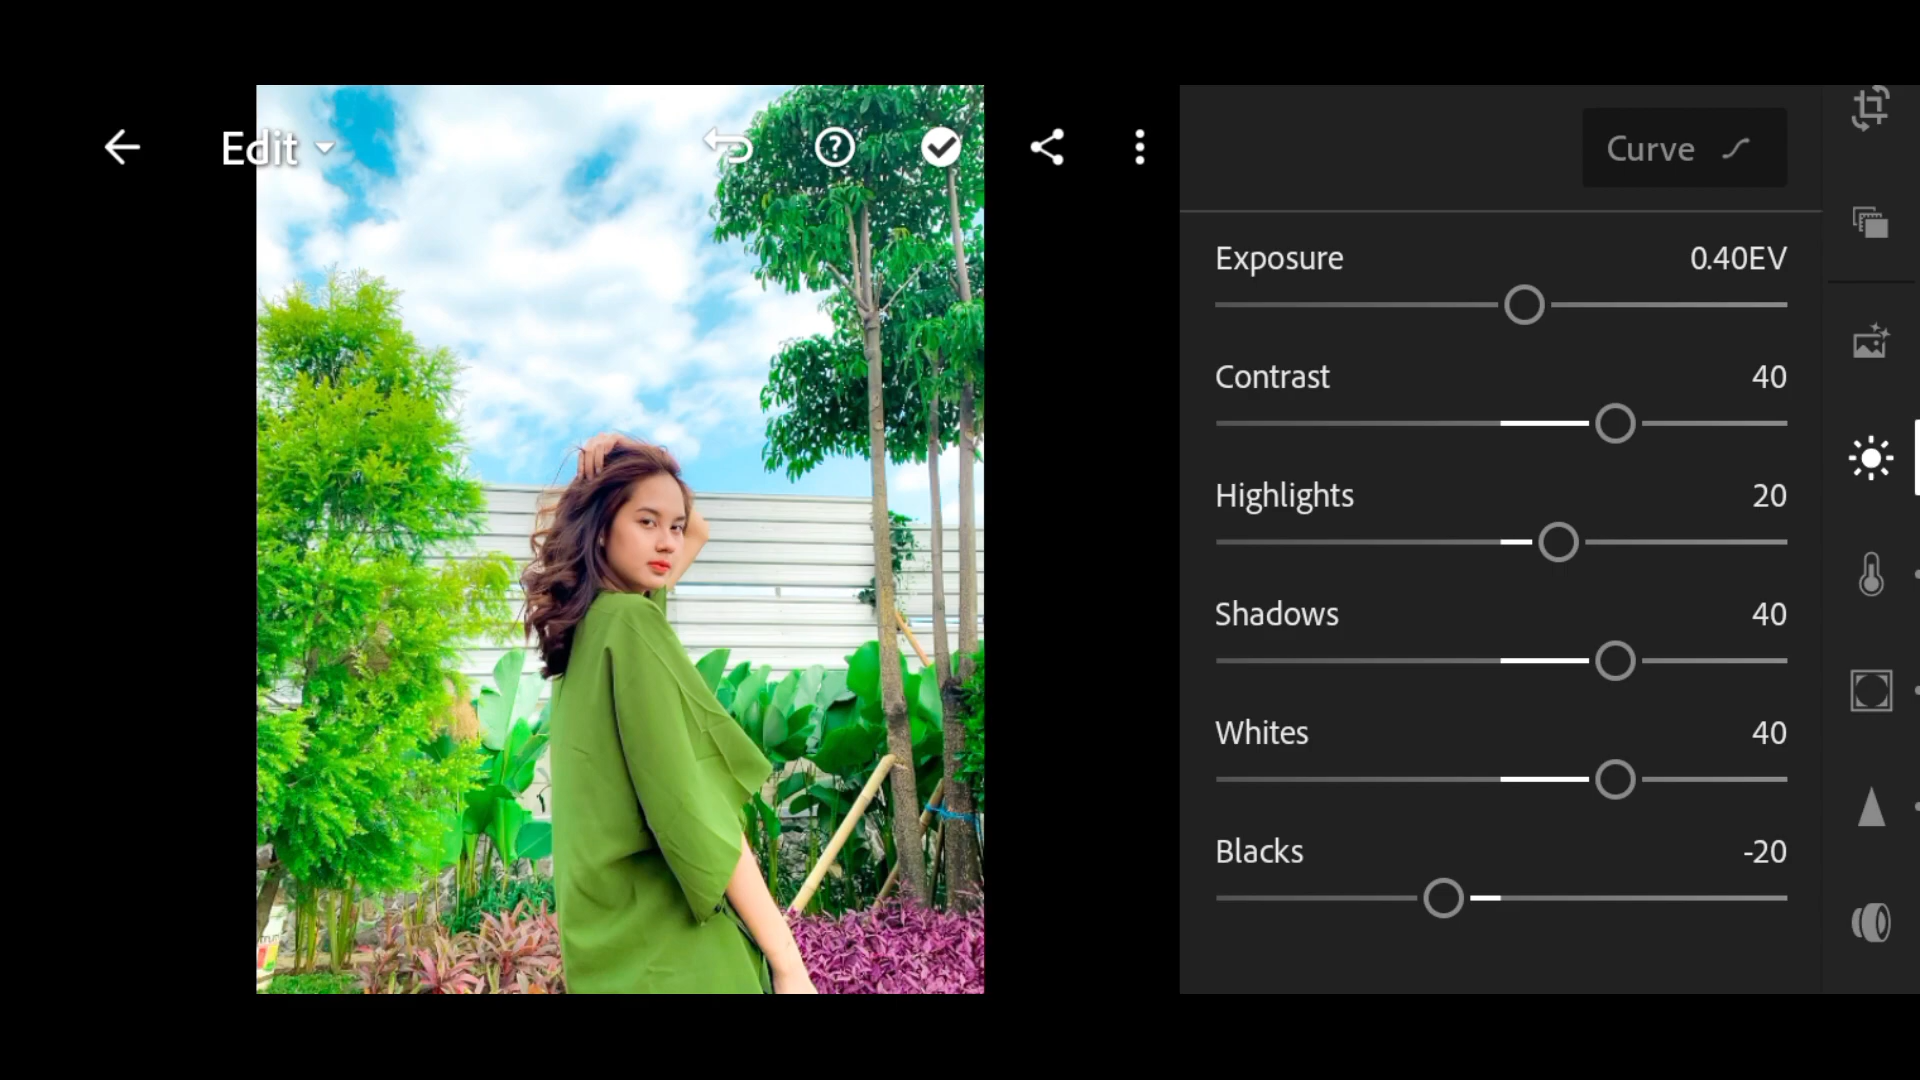 Edit
Curve
Exposure 0.40EV
Contrast 40
Highlights 20
Shadows 40
Whites 40
Blacks -20